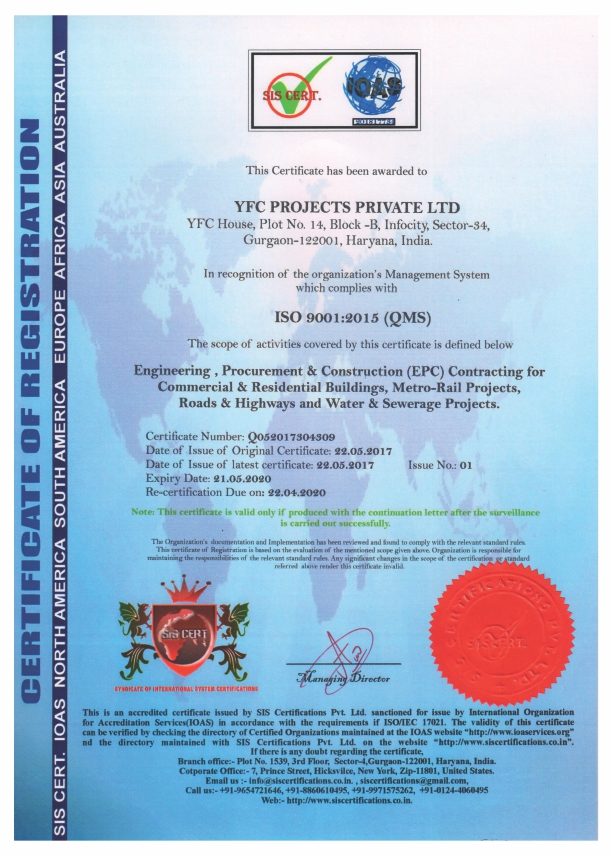 CERTIFICATE OF REGISTRATION
SIS CERT. IOAS NORTH AMERICA SOUTH AMERICA EUROPE AFRICA ASIA AUSTRALIA
SIS CERT.
IOAS
This Certificate has been awarded to
YFC PROJECTS PRIVATE LTD
YFC House, Plot No. 14, Block -B, Infocity, Sector-34,
Gurgaon-122001, Haryana, India.
In recognition of the organization's Management System
which complies with
ISO 9001:2015 (QMS)
The scope of activities covered by this certificate is defined below
Engineering , Procurement & Construction (EPC) Contracting for
Commercial & Residential Buildings, Metro-Rail Projects,
Roads & Highways and Water & Sewerage Projects.
Certificate Number: Q052017304309
Date of Issue of Original Certificate: 22.05.2017
Date of Issue of latest certificate: 22.05.2017 Issue No.: 01
Expiry Date: 21.05.2020
Re-certification Due on: 22.04.2020
Note: This certificate is valid only if produced with the continuation letter after the surveillance
is carried out successfully.
The Organization's documentation and Implementation has been reviewed and found to comply with the relevant standard rules.
This certificate of Registration is based on the evaluation of the mentioned scope given above. Organization is responsible for
maintaining the responsibilities of the relevant standard rules. Any significant changes in the scope of the certification or standard
referred above render this certificate invalid.
SIS CERT
SYNDICATE OF INTERNATIONAL SYSTEM CERTIFICATIONS
Managing Director
SIS CERTIFICATIONS PVT. LTD.
SIS CERT.
This is an accredited certificate issued by SIS Certifications Pvt. Ltd. sanctioned for issue by International Organization
for Accreditation Services(IOAS) in accordance with the requirements if ISO/IEC 17021. The validity of this certificate
can be verified by checking the directory of Certified Organizations maintained at the IOAS website "http://www.ioaservices.org"
nd the directory maintained with SIS Certifications Pvt. Ltd. on the website "http://www.siscertifications.co.in".
If there is any doubt regarding the certificate,
Branch office:- Plot No. 1539, 3rd Floor, Sector-4,Gurgaon-122001, Haryana, India.
Cotporate Office:- 7, Prince Street, Hicksvilce, New York, Zip-11801, United States.
Email us :- info@siscertifications.co.in. , siscertifications@gmail.com,
Call us:- +91-9654721646, +91-8860610495, +91-9971575262, +91-0124-4060495
Web:- http://www.siscertifications.co.in.